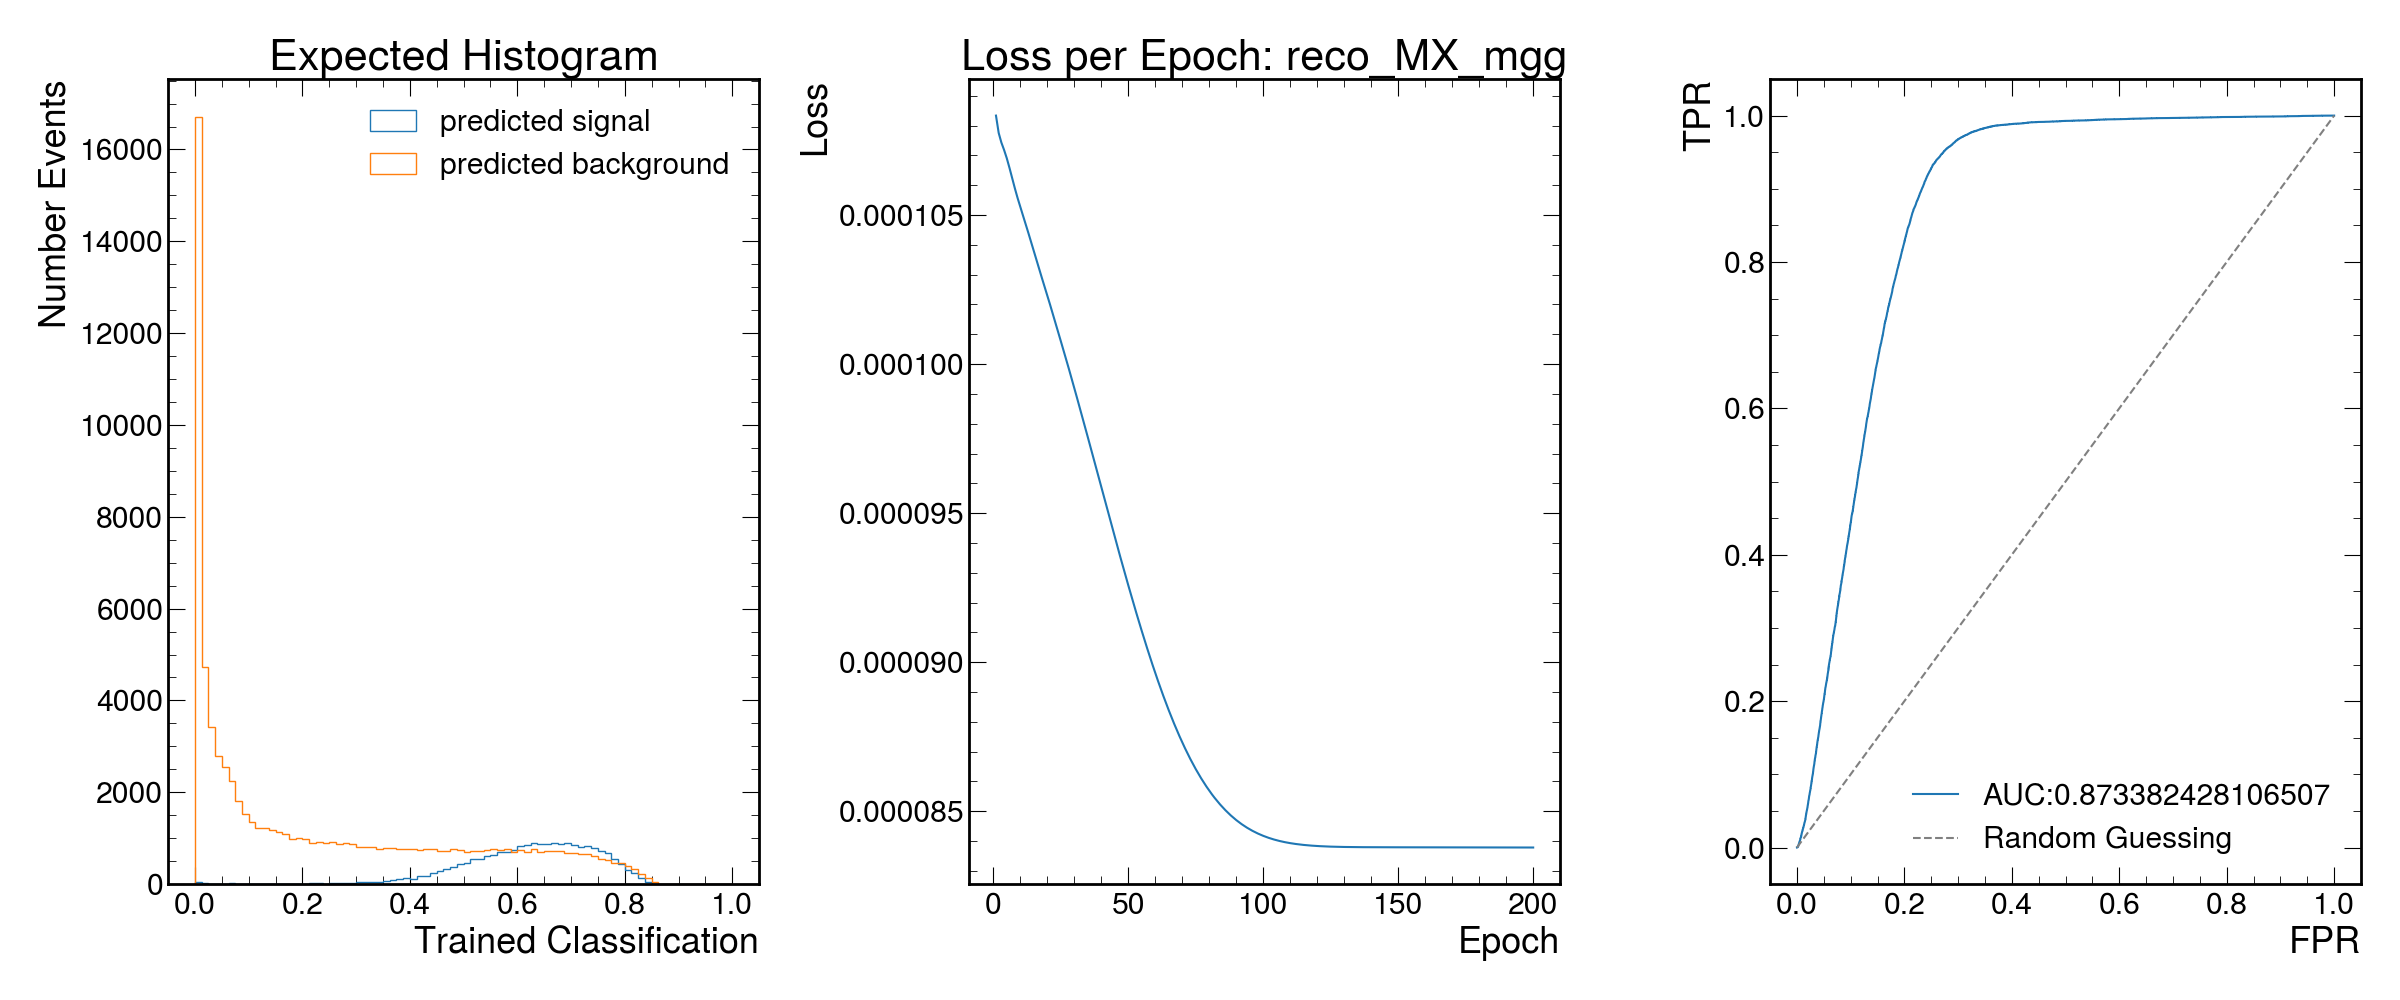 Expected Histogram
Number Events
predicted signal
predicted background
16000
14000
12000
10000
8000
6000
4000
2000
0
0.0 0.2 0.4 0.6 0.8 1.0
Trained Classification
Loss per Epoch: reco_MX_mgg
Loss
0.000105
0.000100
0.000095
0.000090
0.000085
0 50 100 150 200
Epoch
TPR
1.0
0.8
0.6
0.4
0.2
0.0
AUC:0.873382428106507
Random Guessing
0.0 0.2 0.4 0.6 0.8 1.0
FPR